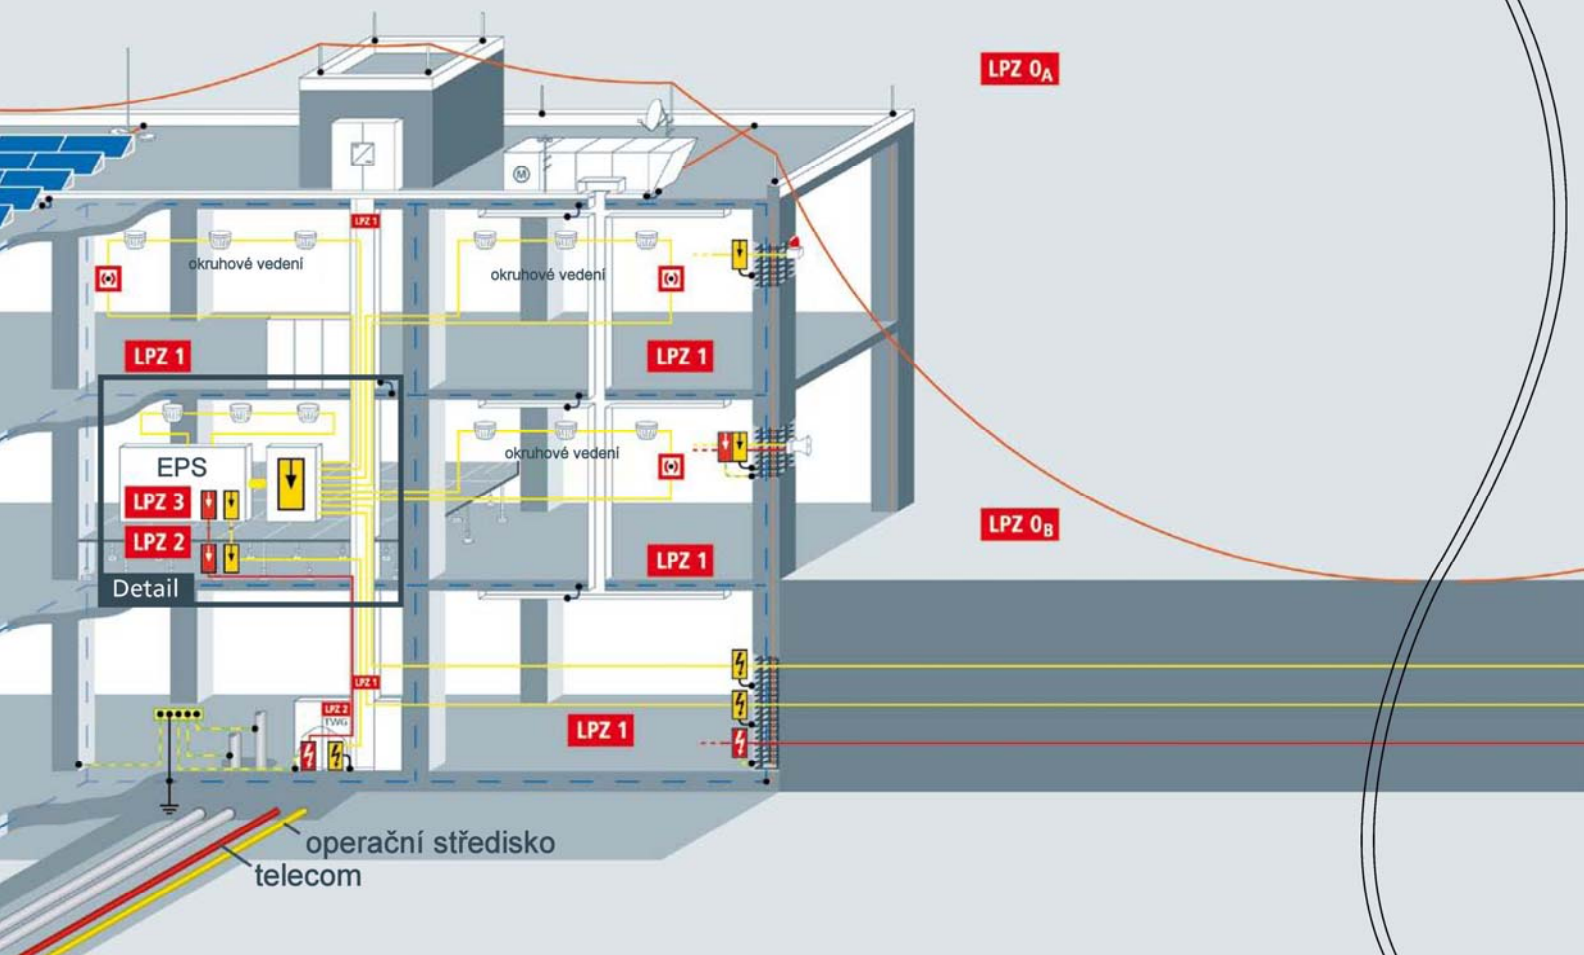 LPZ 0A
M
LPZ 1
okruhové vedení
okruhové vedení
LPZ 1
LPZ 1
okruhové vedení
EPS
LPZ 3
LPZ 2
LPZ 0B
LPZ 1
Detail
LPZ 1
LPZ 2
TWG
LPZ 1
operační středisko
telecom